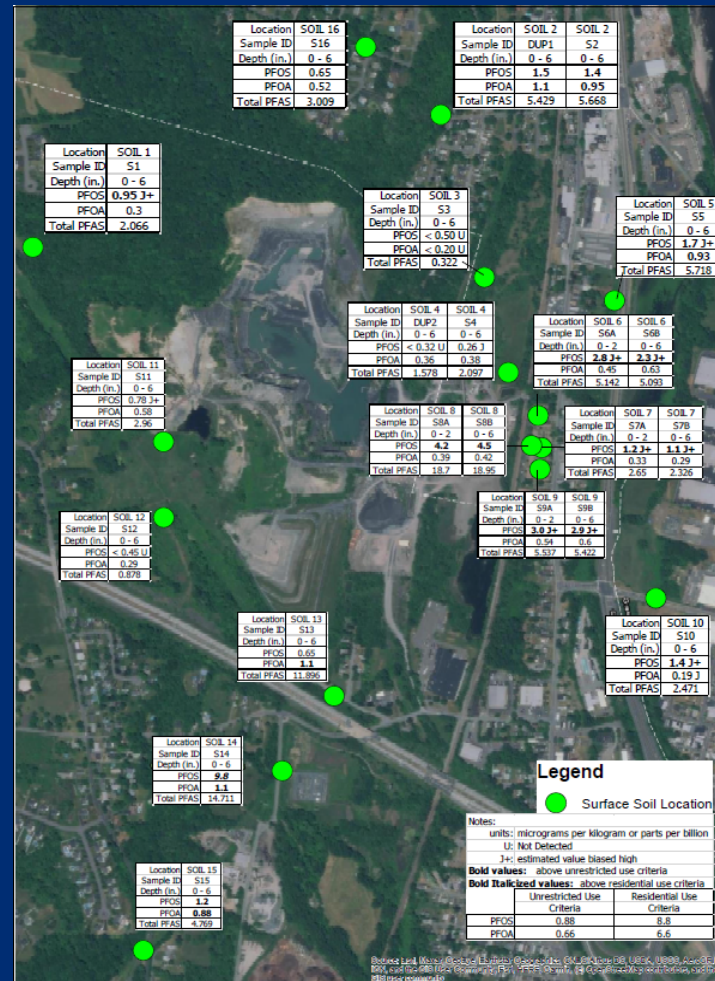 Location SOIL 16
Sample ID S16
Depth (in.) 0 - 6
PFOS 0.65
PFOA 0.52
Total PFAS 3.009
Location SOIL 2 SOIL 2
Sample ID DUP1 S2
Depth (in.) 0 - 6 0 - 6
PFOS 1.5 1.4
PFOA 1.1 0.95
Total PFAS 5.429 5.668
Location SOIL 1
Sample ID S1
Depth (in.) 0 - 6
PFOS 0.95 J+
PFOA 0.3
Total PFAS 2.066
Location SOIL 3
Sample ID S3
Depth (in.) 0 - 6
PFOS < 0.50 U
PFOA < 0.20 U
Total PFAS 0.322
Location SOIL 5
Sample ID S5
Depth (in.) 0 - 6
PFOS 1.7 J+
PFOA 0.93
Total PFAS 5.718
Location SOIL 4 SOIL 4
Sample ID DUP2 S4
Depth (in.) 0 - 6 0 - 6
PFOS < 0.32 U 0.26 J
PFOA 0.36 0.38
Total PFAS 1.578 2.097
Location SOIL 6 SOIL 6
Sample ID S6A S6B
Depth (in.) 0 - 2 0 - 6
PFOS 2.8 J+ 2.3 J+
PFOA 0.45 0.63
Total PFAS 5.142 5.093
Location SOIL 11
Sample ID S11
Depth (in.) 0 - 6
PFOS 0.78 J+
PFOA 0.58
Total PFAS 2.96
Location SOIL 8 SOIL 8
Sample ID S8A S8B
Depth (in.) 0 - 2 0 - 6
PFOS 4.2 4.5
PFOA 0.39 0.42
Total PFAS 18.7 18.95
Location SOIL 7 SOIL 7
Sample ID S7A S7B
Depth (in.) 0 - 2 0 - 6
PFOS 1.2 J+ 1.1 J+
PFOA 0.33 0.29
Total PFAS 2.65 2.326
Location SOIL 9 SOIL 9
Sample ID S9A S9B
Depth (in.) 0 - 2 0 - 6
PFOS 3.0 J+ 2.9 J+
PFOA 0.54 0.6
Total PFAS 5.537 5.422
Location SOIL 12
Sample ID S12
Depth (in.) 0 - 6
PFOS < 0.45 U
PFOA 0.29
Total PFAS 0.878
Location SOIL 13
Sample ID S13
Depth (in.) 0 - 6
PFOS 0.65
PFOA 1.1
Total PFAS 11.896
Location SOIL 10
Sample ID S10
Depth (in.) 0 - 6
PFOS 1.4 J+
PFOA 0.19 J
Total PFAS 2.471
Location SOIL 14
Sample ID S14
Depth (in.) 0 - 6
PFOS 9.8
PFOA 1.1
Total PFAS 14.711
Location SOIL 15
Sample ID S15
Depth (in.) 0 - 6
PFOS 1.2
PFOA 0.88
Total PFAS 4.769
Legend
Surface Soil Location
Notes:
units: micrograms per kilogram or parts per billion
U: Not Detected
J+: estimated value biased high
Bold values: above unrestricted use criteria
Bold Italicized values: above residential use criteria
Unrestricted Use Criteria Residential Use Criteria
PFOS 0.88 8.8
PFOA 0.66 6.6